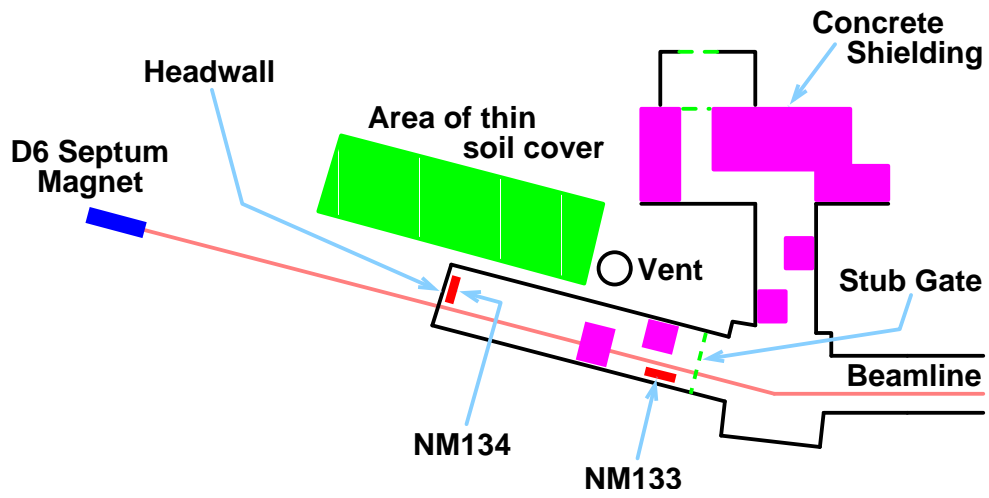 Concrete
Shielding
Headwall
Area of thin
soil cover
D6 Septum
Magnet
Vent
Stub Gate
Beamline
NM134
NM133